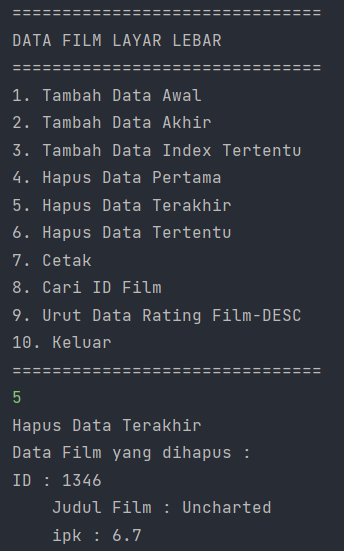 ===============================
DATA FILM LAYAR LEBAR
===============================
1. Tambah Data Awal
2. Tambah Data Akhir
3. Tambah Data Index Tertentu
4. Hapus Data Pertama
5. Hapus Data Terakhir
6. Hapus Data Tertentu
7. Cetak
8. Cari ID Film
9. Urut Data Rating Film-DESC
10. Keluar
===============================
5
Hapus Data Terakhir
Data Film yang dihapus :
ID : 1346
    Judul Film : Uncharted
    ipk : 6.7